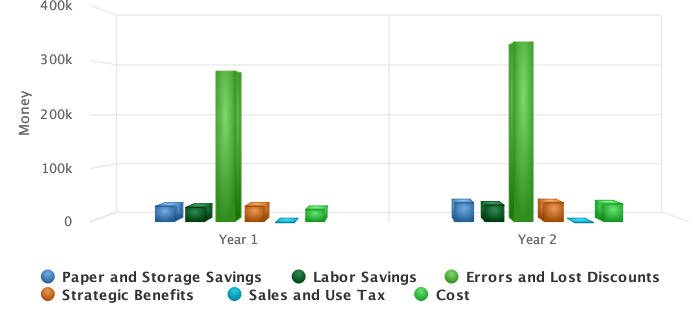 400k
300k
200k
100k
0
Money
Year 1 Year 2
Paper and Storage Savings Labor Savings Errors and Lost Discounts
Strategic Benefits Sales and Use Tax Cost